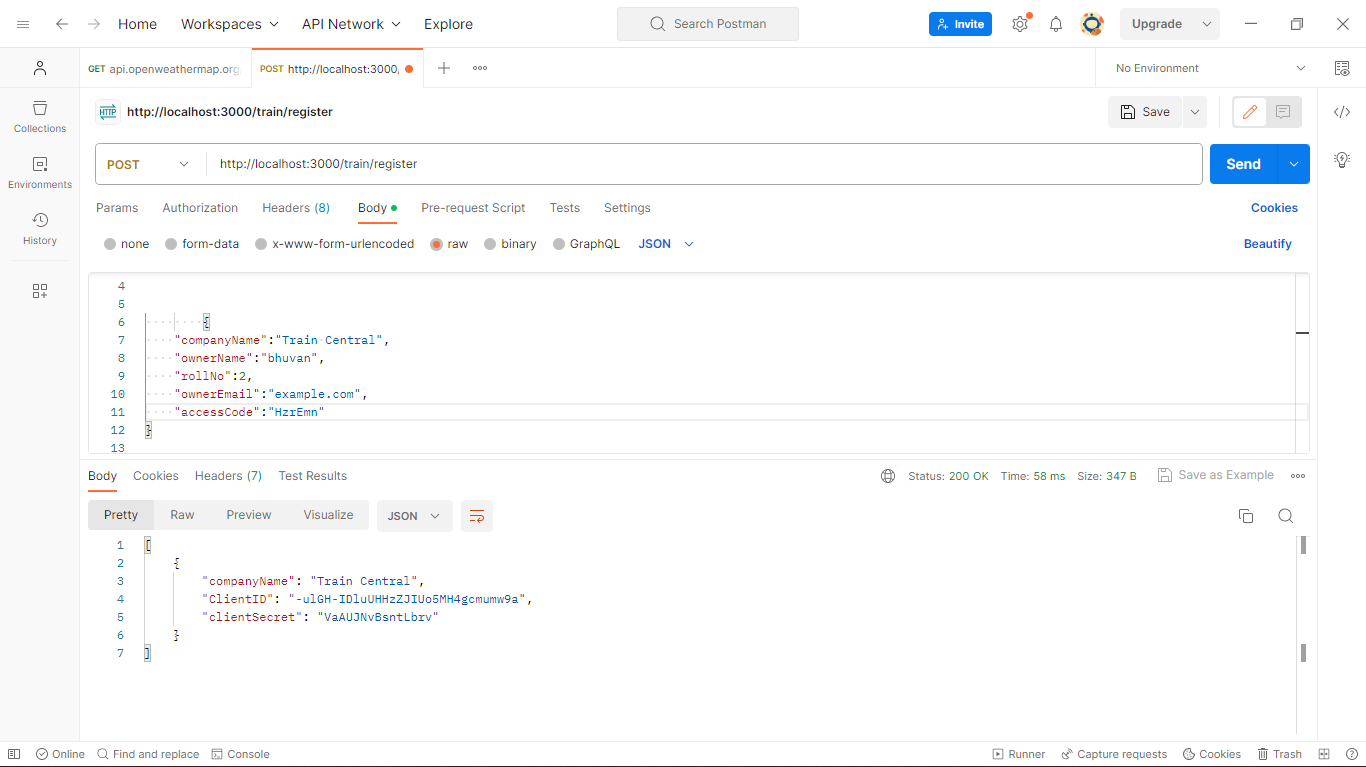 Home Workspaces API Network Explore Search Postman Invite Upgrade
GET api.openweathermap.org POST http://localhost:3000, No Environment
HTTP http://localhost:3000/train/register Save
POST http://localhost:3000/train/register Send
Params Authorization Headers (8) Body Pre-request Script Tests Settings Cookies
none form-data x-www-form-urlencoded raw binary GraphQL JSON Beautify
Collections
Environments
History
4
5
6 {
7 "companyName":"Train Central",
8 "ownerName":"bhuvan",
9 "rollNo":2,
10 "ownerEmail":"example.com",
11 "accessCode":"HzrEmn"
12 }
13
Body Cookies Headers (7) Test Results Status: 200 OK Time: 58 ms Size: 347 B Save as Example
Pretty Raw Preview Visualize JSON
1 [
2 {
3 "companyName": "Train Central",
4 "ClientID": "-ulGH-IDluUHHzZJIUo5MH4gcmumw9a",
5 "clientSecret": "VaAUJNvBsntLbrv"
6 }
7 ]
Online Find and replace Console Runner Capture requests Cookies Trash